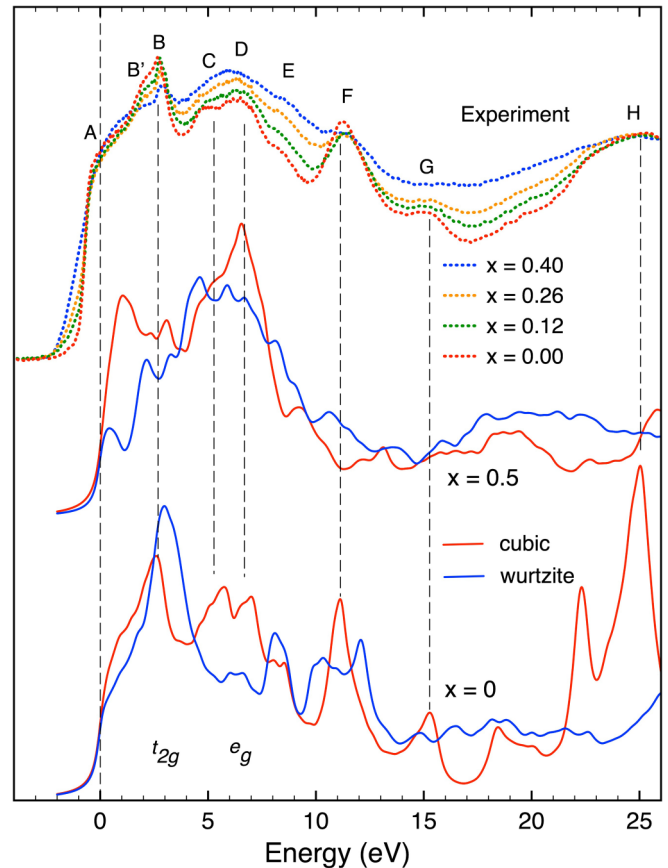 B
D
B’
C
E
F
Experiment
H
A
G
x = 0.40
x = 0.26
x = 0.12
x = 0.00
x = 0.5
cubic
wurtzite
x = 0
t2g
eg
0
5
10
15
20
25
Energy (eV)